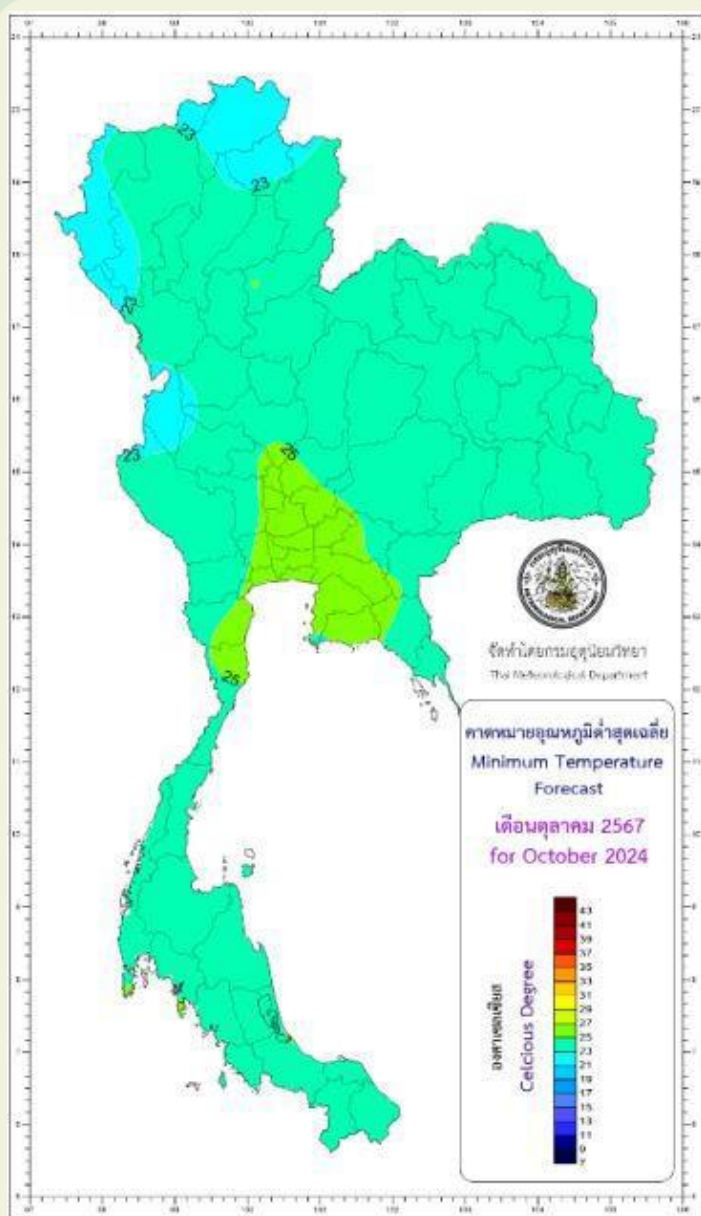 23
23
23
23
25
25
จัดทำโดยกรมอุตุนิยมวิทยา
Thai Meteorological Department
คาดหมายอุณหภูมิต่ำสุดเฉลี่ย
Minimum Temperature
Forecast
เดือนตุลาคม 2567
for October 2024
องศาเซลเซียส
Celcious Degree
43
41
39
37
35
33
31
29
27
25
23
21
19
17
15
13
11
9
7